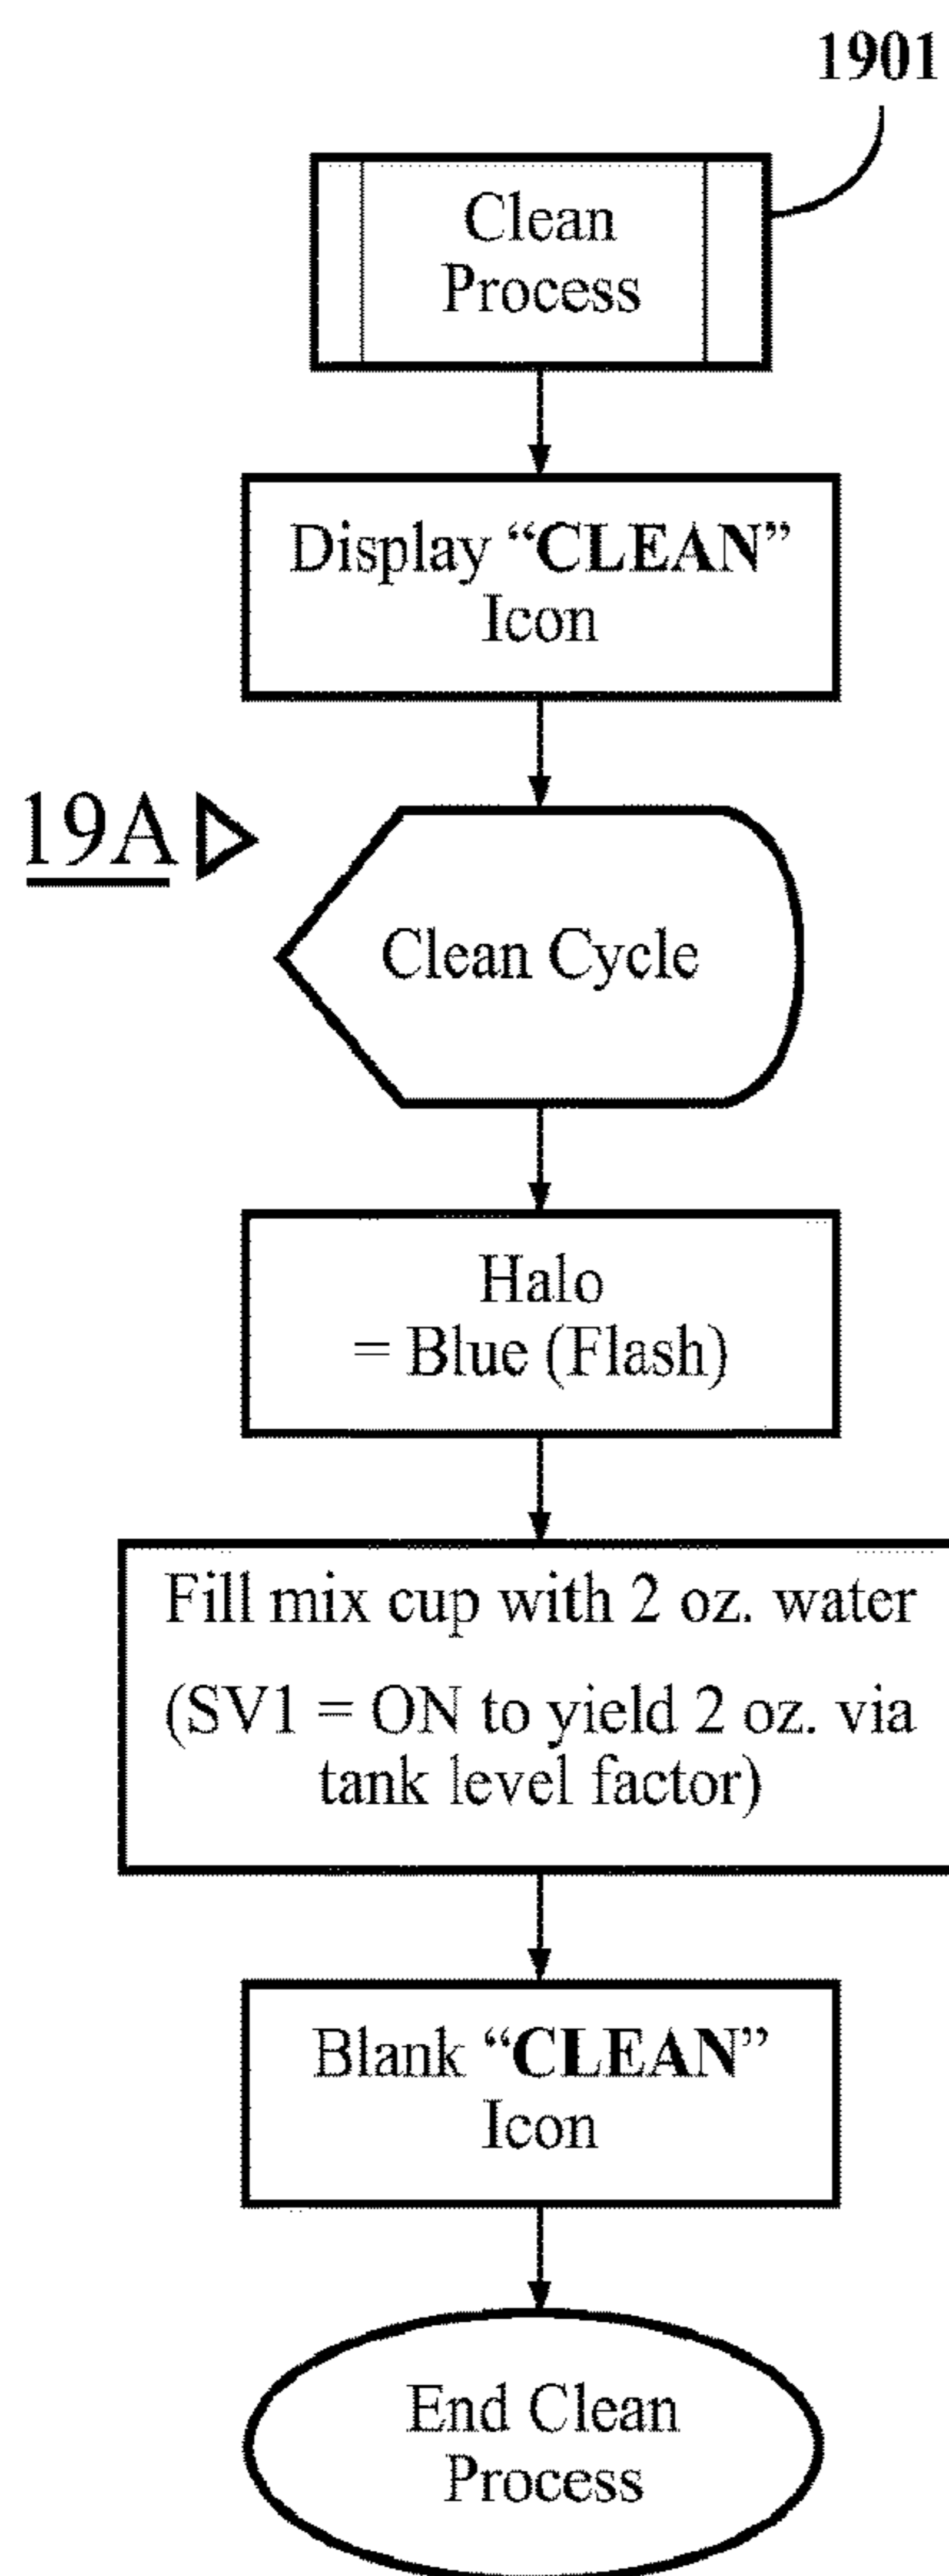 1901
Clean
Process
Display “CLEAN”
Icon
19A
Clean Cycle
Halo
= Blue (Flash)
Fill mix cup with 2 oz. water
(SV1 = ON to yield 2 oz. via
tank level factor)
Blank “CLEAN”
Icon
End Clean
Process